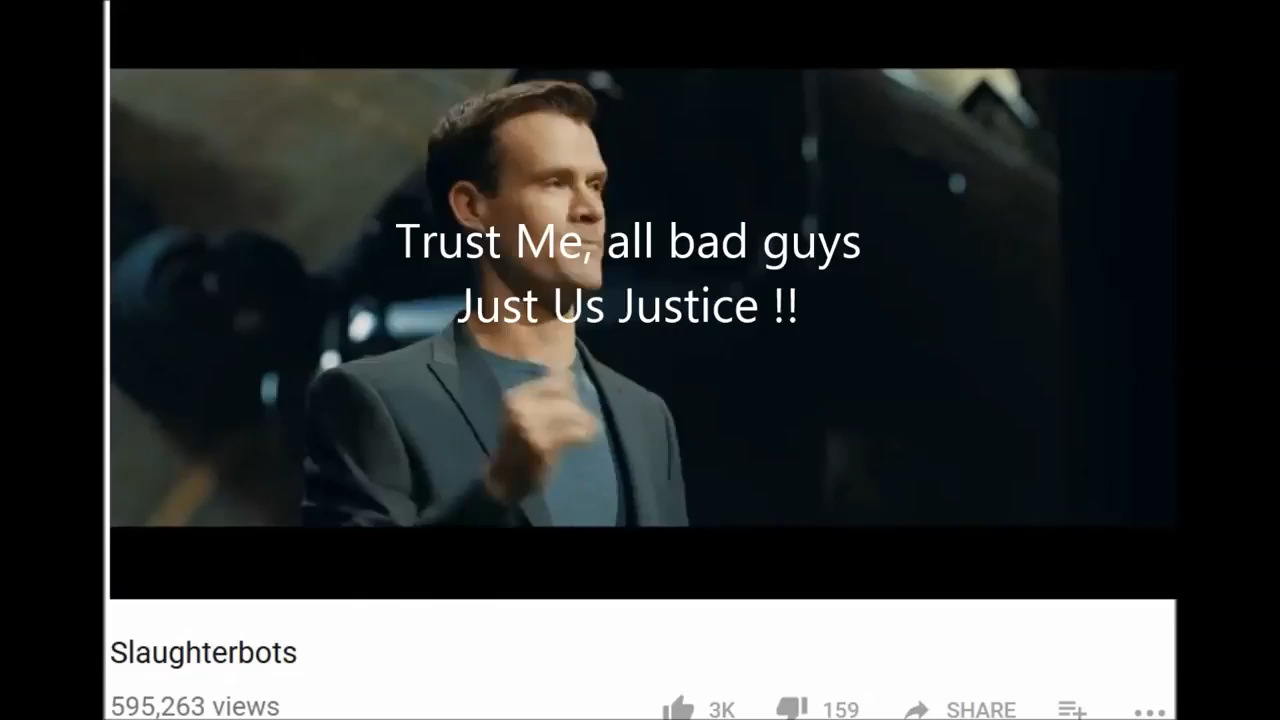 Trust Me, all bad guys
Just Us Justice !!
Slaughterbots
595,263 views
3K 159 SHARE